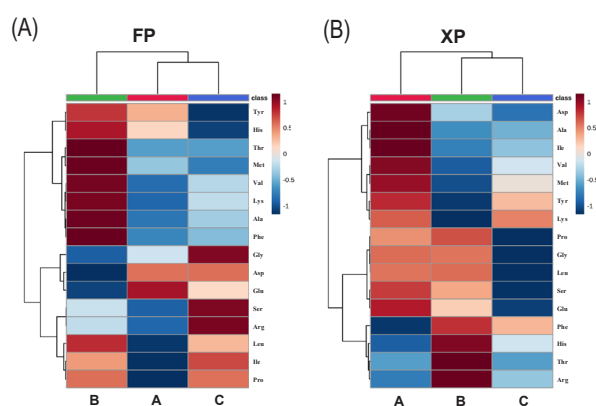 (A)
FP
class
Tyr
His
Thr
Met
Val
Lys
Ala
Phe
Gly
Asp
Glu
Ser
Arg
Leu
Ile
Pro
1
0.5
0
-0.5
-1
B A C
(B)
XP
class
Asp
Ala
Ile
Val
Met
Tyr
Lys
Pro
Gly
Leu
Ser
Glu
Phe
His
Thr
Arg
1
0.5
0
-0.5
-1
A B C